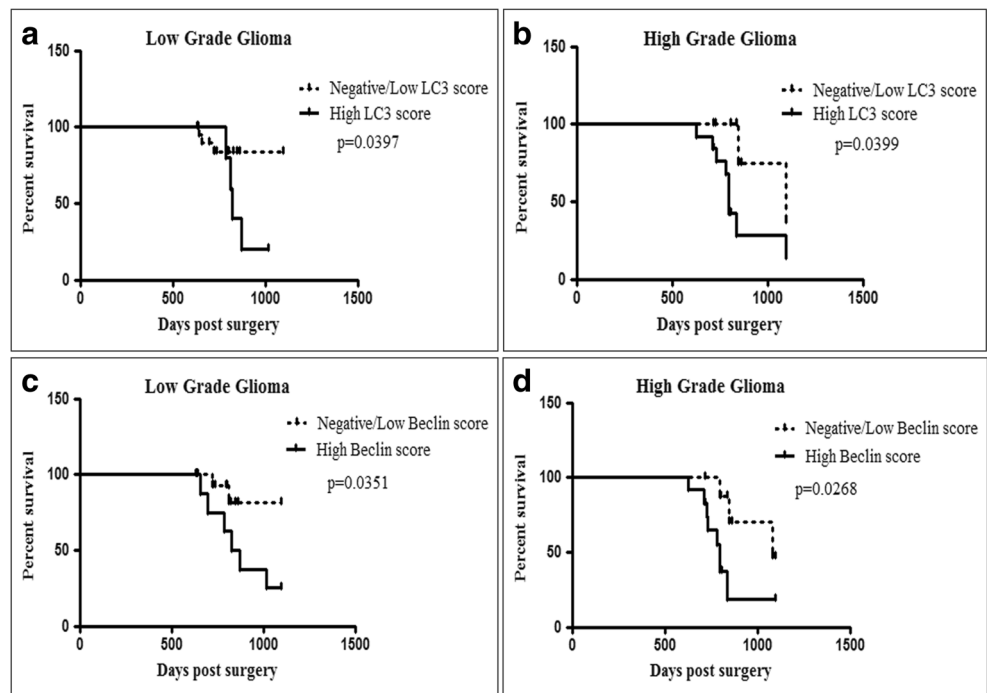 a
Low Grade Glioma
150
100
50
0
Percent survival
Negative/Low LC3 score
High LC3 score
p=0.0397
0 500 1000 1500
Days post surgery
b
High Grade Glioma
150
100
50
0
Percent survival
Negative/Low LC3 score
High LC3 score
p=0.0399
0 500 1000 1500
Days post surgery
c
Low Grade Glioma
150
100
50
0
Percent survival
Negative/Low Beclin score
High Beclin score
p=0.0351
0 500 1000 1500
Days post surgery
d
High Grade Glioma
150
100
50
0
Percent survival
Negative/Low Beclin score
High Beclin score
p=0.0268
0 500 1000 1500
Days post surgery